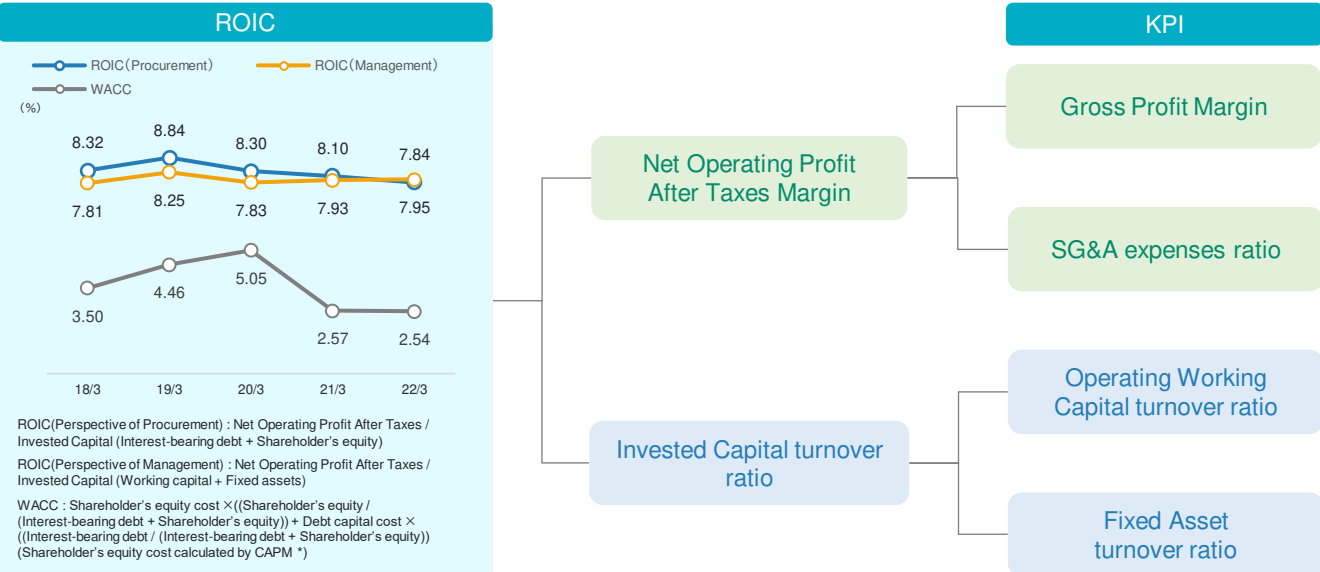 ROIC
ROIC(Procurement)
ROIC(Management)
WACC
(%)
8.32
8.84
8.30
8.10
7.84
7.81
8.25
7.83
7.93
7.95
3.50
4.46
5.05
2.57
2.54
18/3
19/3
20/3
21/3
22/3
ROIC(Perspective of Procurement) : Net Operating Profit After Taxes /
Invested Capital (Interest-bearing debt + Shareholder's equity)
ROIC(Perspective of Management) : Net Operating Profit After Taxes /
Invested Capital (Working capital + Fixed assets)
WACC : Shareholder's equity cost ×((Shareholder's equity /
(Interest-bearing debt + Shareholder's equity)) + Debt capital cost ×
((Interest-bearing debt / (Interest-bearing debt + Shareholder's equity))
(Shareholder's equity cost calculated by CAPM *)
Net Operating Profit
After Taxes Margin
Invested Capital turnover
ratio
KPI
Gross Profit Margin
SG&A expenses ratio
Operating Working
Capital turnover ratio
Fixed Asset
turnover ratio